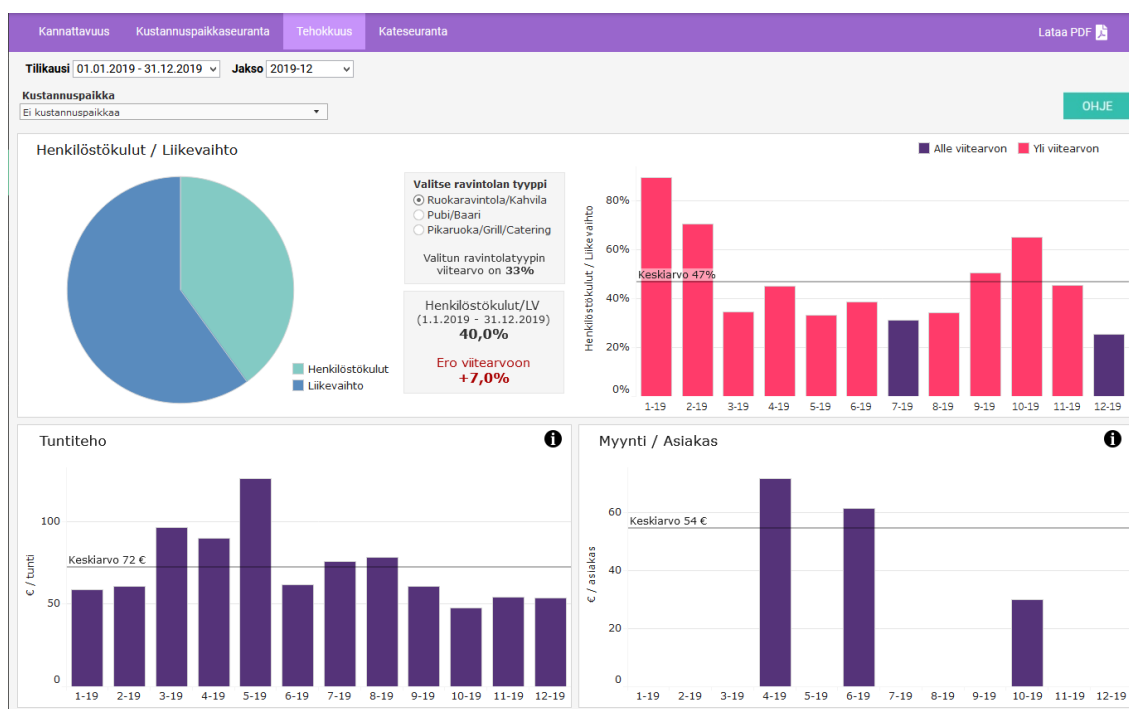 Kannattavuus Kustannuspaikkaseuranta Tehokkuus Kateseuranta Lataa PDF
Tilikausi 01.01.2019 - 31.12.2019 Jakso 2019-12
Kustannuspaikka
Ei kustannuspaikkaa
OHJE
Henkilöstökulut / Liikevaihto
Henkilöstökulut
Liikevaihto
Valitse ravintolan tyyppi
Ruokaravintola/Kahvila
Pubi/Baari
Pikaruoka/Grill/Catering
Valitun ravintolatyypin
viitearvo on 33%
Henkilöstökulut/LV
(1.1.2019 - 31.12.2019)
40,0%
Ero viitearvoon
+7,0%
Alle viitearvon Yli viitearvon
Henkilöstökulut / Liikevaihto
80%
60%
Keskiarvo 47%
40%
20%
0%
1-19 2-19 3-19 4-19 5-19 6-19 7-19 8-19 9-19 10-19 11-19 12-19
Tuntiteho
€ / tunti
100
Keskiarvo 72 €
50
0
1-19 2-19 3-19 4-19 5-19 6-19 7-19 8-19 9-19 10-19 11-19 12-19
Myynti / Asiakas
€ / asiakas
60
Keskiarvo 54 €
40
20
0
1-19 2-19 3-19 4-19 5-19 6-19 7-19 8-19 9-19 10-19 11-19 12-19